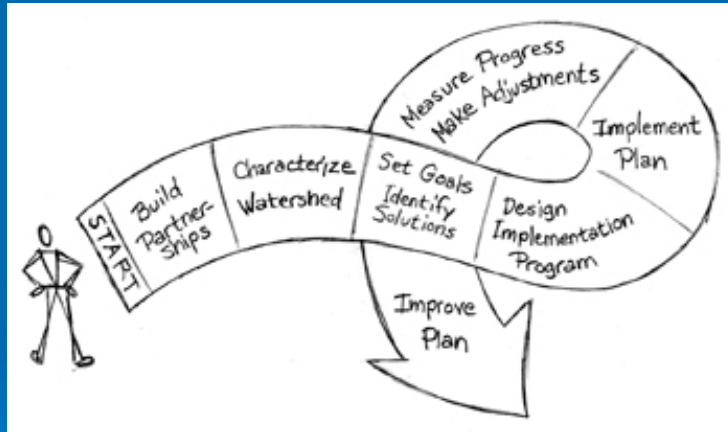 START
Build
Partner-
ships
Characterize
Watershed
Set Goals
Identify
Solutions
Design
Implementation
Program
Implement
Plan
Measure Progress
Make Adjustments
Improve
Plan